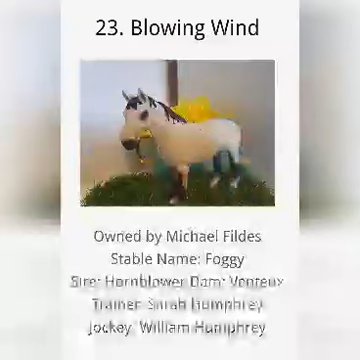 23. Blowing Wind
Owned by Michael Fildes
Stable Name: Foggy
Sire: Hornblower Dam: Venteux
Trainer: Sarah Humphrey
Jockey: William Humphrey